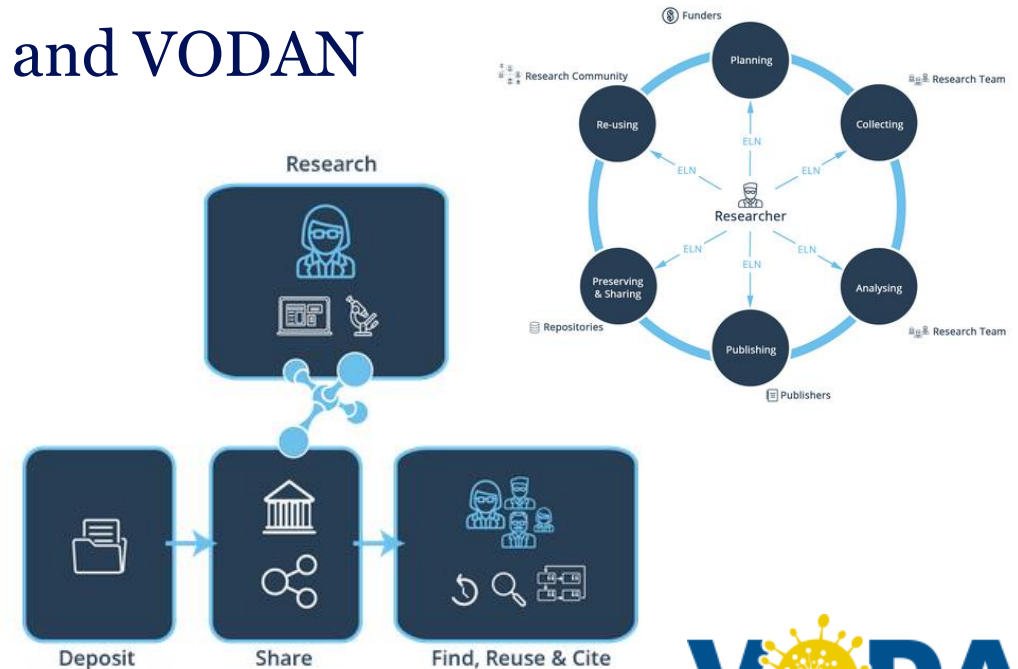 and VODAN
Funders
Planning
Research Community
Research Team
Re-using
Collecting
ELN
ELN
ELN
Researcher
ELN
ELN
ELN
Preserving
& Sharing
Analysing
Repositories
Research Team
Publishing
Publishers
Research
Deposit
Share
Find, Reuse & Cite